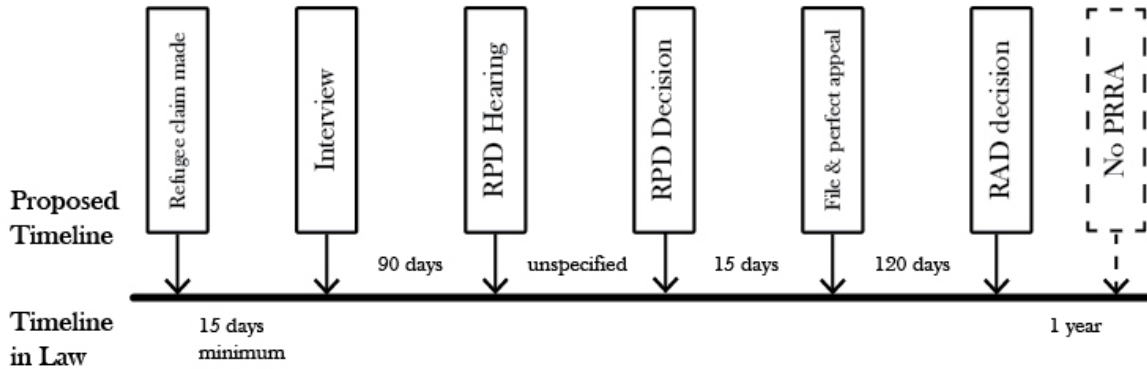 Refugee claim made
Interview
RPD Hearing
RPD Decision
File & perfect appeal
RAD decision
No PRRA
Proposed
Timeline
90 days
unspecified
15 days
120 days
Timeline
in Law
15 days
minimum
1 year